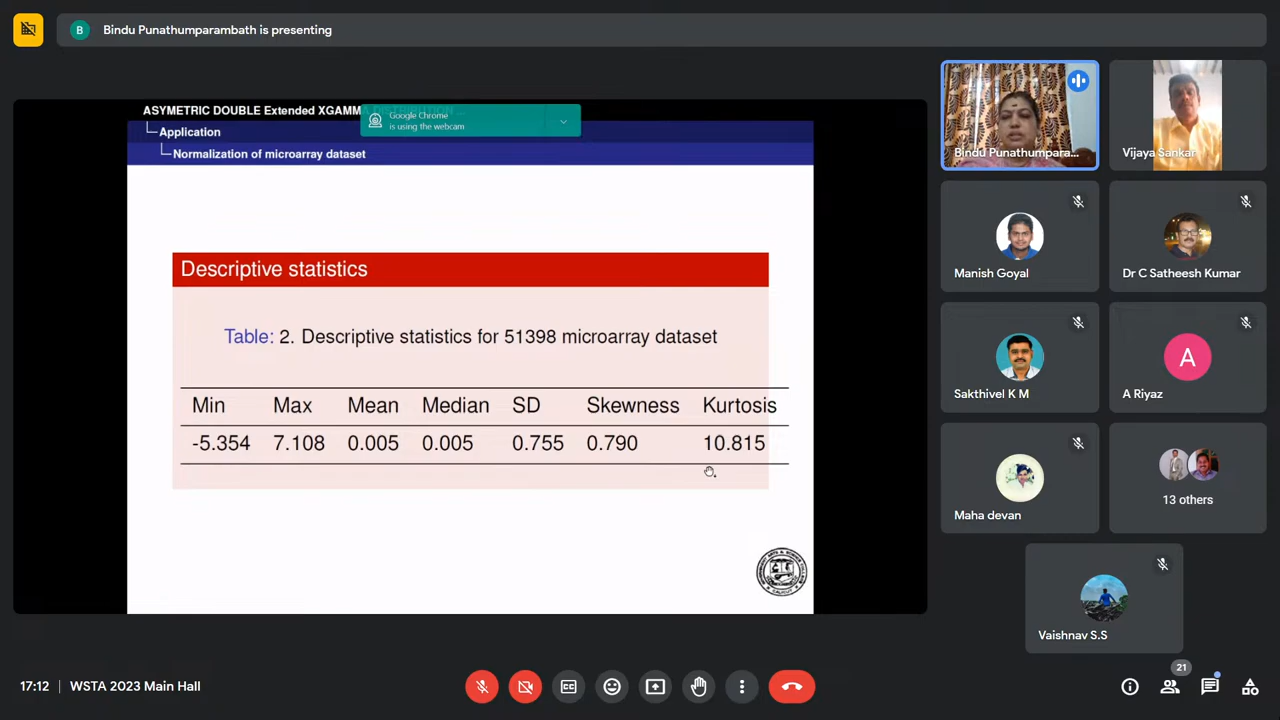 B
Bindu Punathumparambath is presenting
ASYMETRIC DOUBLE Extended XGAMMA
Google Chrome
is using the webcam
Application
Normalization of microarray dataset
Descriptive statistics
Table: 2. Descriptive statistics for 51398 microarray dataset
Min Max Mean Median SD Skewness Kurtosis
-5.354 7.108 0.005 0.005 0.755 0.790 10.815
Bindu Punathumpara...
Vijaya Sankar
Manish Goyal
Dr C Satheesh Kumar
Sakthivel K M
A
A Riyaz
Maha devan
13 others
Vaishnav S.S
17:12 | WSTA 2023 Main Hall
CC
21